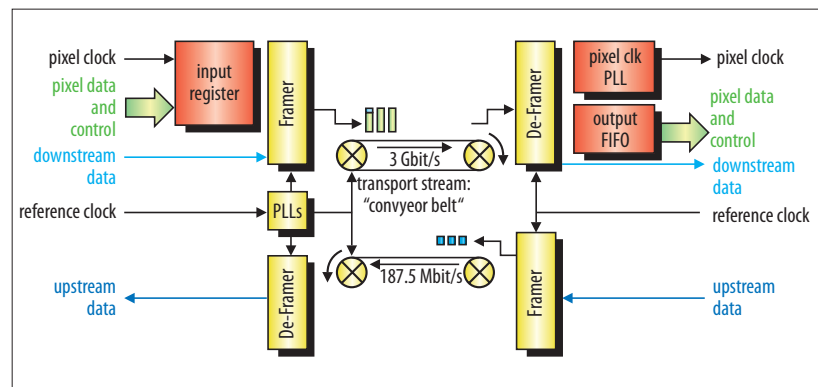 pixel clock
pixel data
and
control
downstream
data
reference clock
upstream
data
input
register
Framer
PLLs
De-Framer
3 Gbit/s
transport stream:
“convyeor belt“
187.5 Mbit/s
De-Framer
Framer
pixel clk
PLL
output
FIFO
pixel clock
pixel data
and
control
downstream
data
reference clock
upstream
data